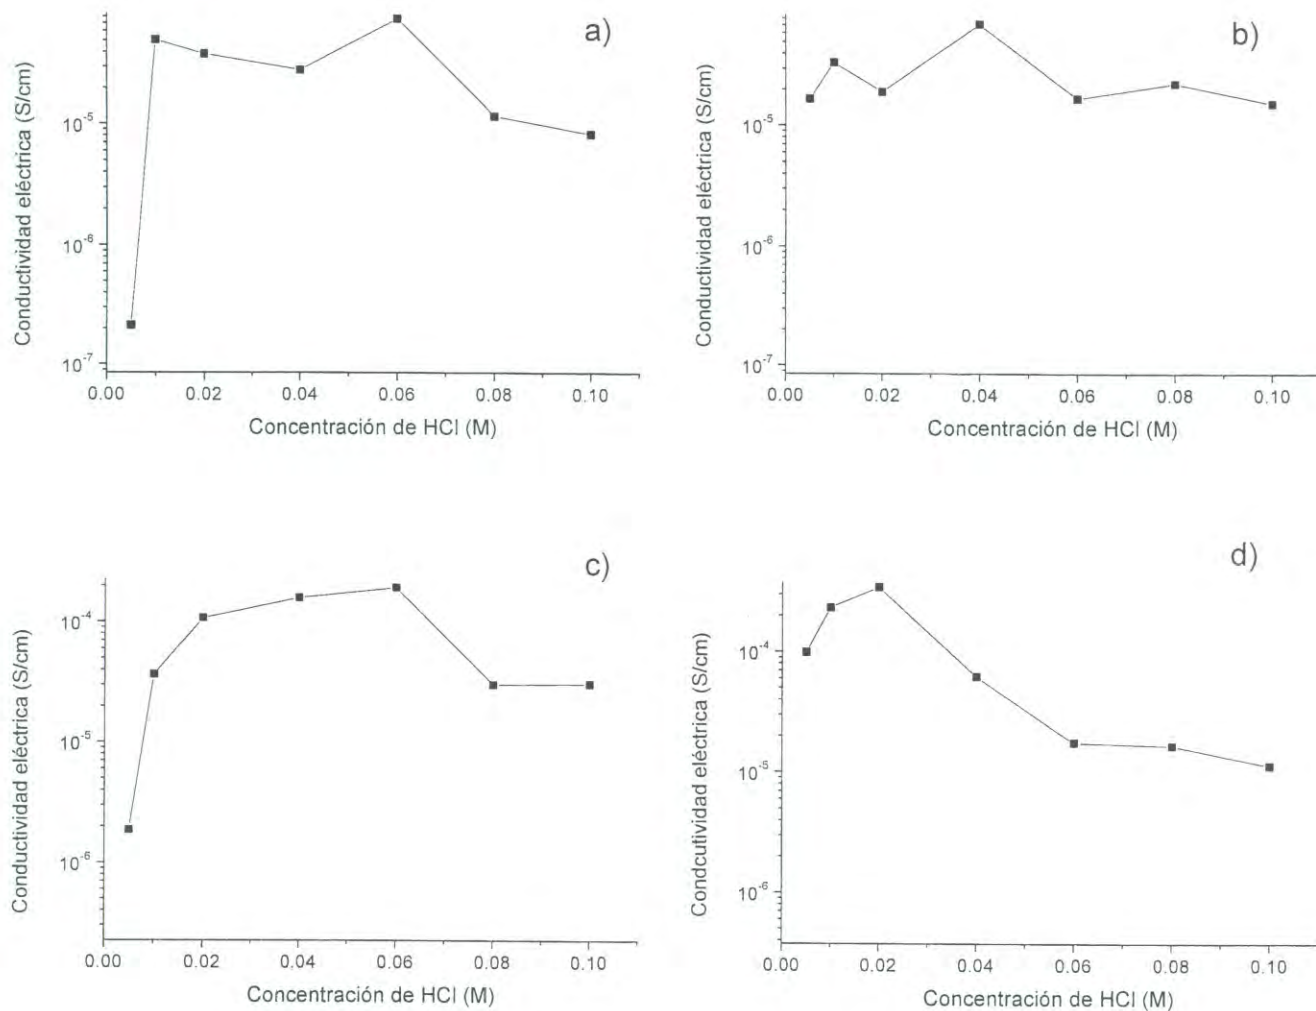 a)
Conductividad eléctrica (S/cm)
10-5
10-6
10-7
0.00 0.02 0.04 0.06 0.08 0.10
Concentración de HCl (M)
b)
Conductividad eléctrica (S/cm)
10-5
10-6
10-7
0.00 0.02 0.04 0.06 0.08 0.10
Concentración de HCl (M)
c)
Conductividad eléctrica (S/cm)
10-4
10-5
10-6
0.00 0.02 0.04 0.06 0.08 0.10
Concentración de HCl (M)
d)
Condcutividad eléctrica (S/cm)
10-4
10-5
10-6
0.00 0.02 0.04 0.06 0.08 0.10
Concentración de HCl (M)